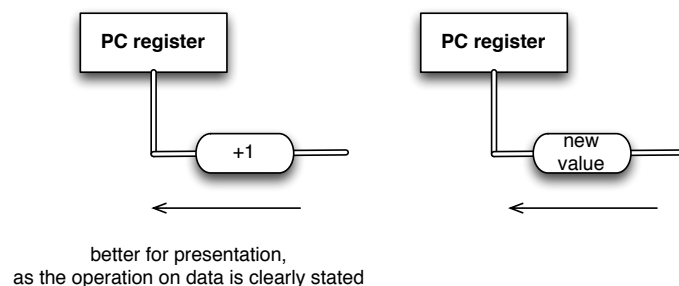 PC register
+1
better for presentation,
as the operation on data is clearly stated
PC register
new
value